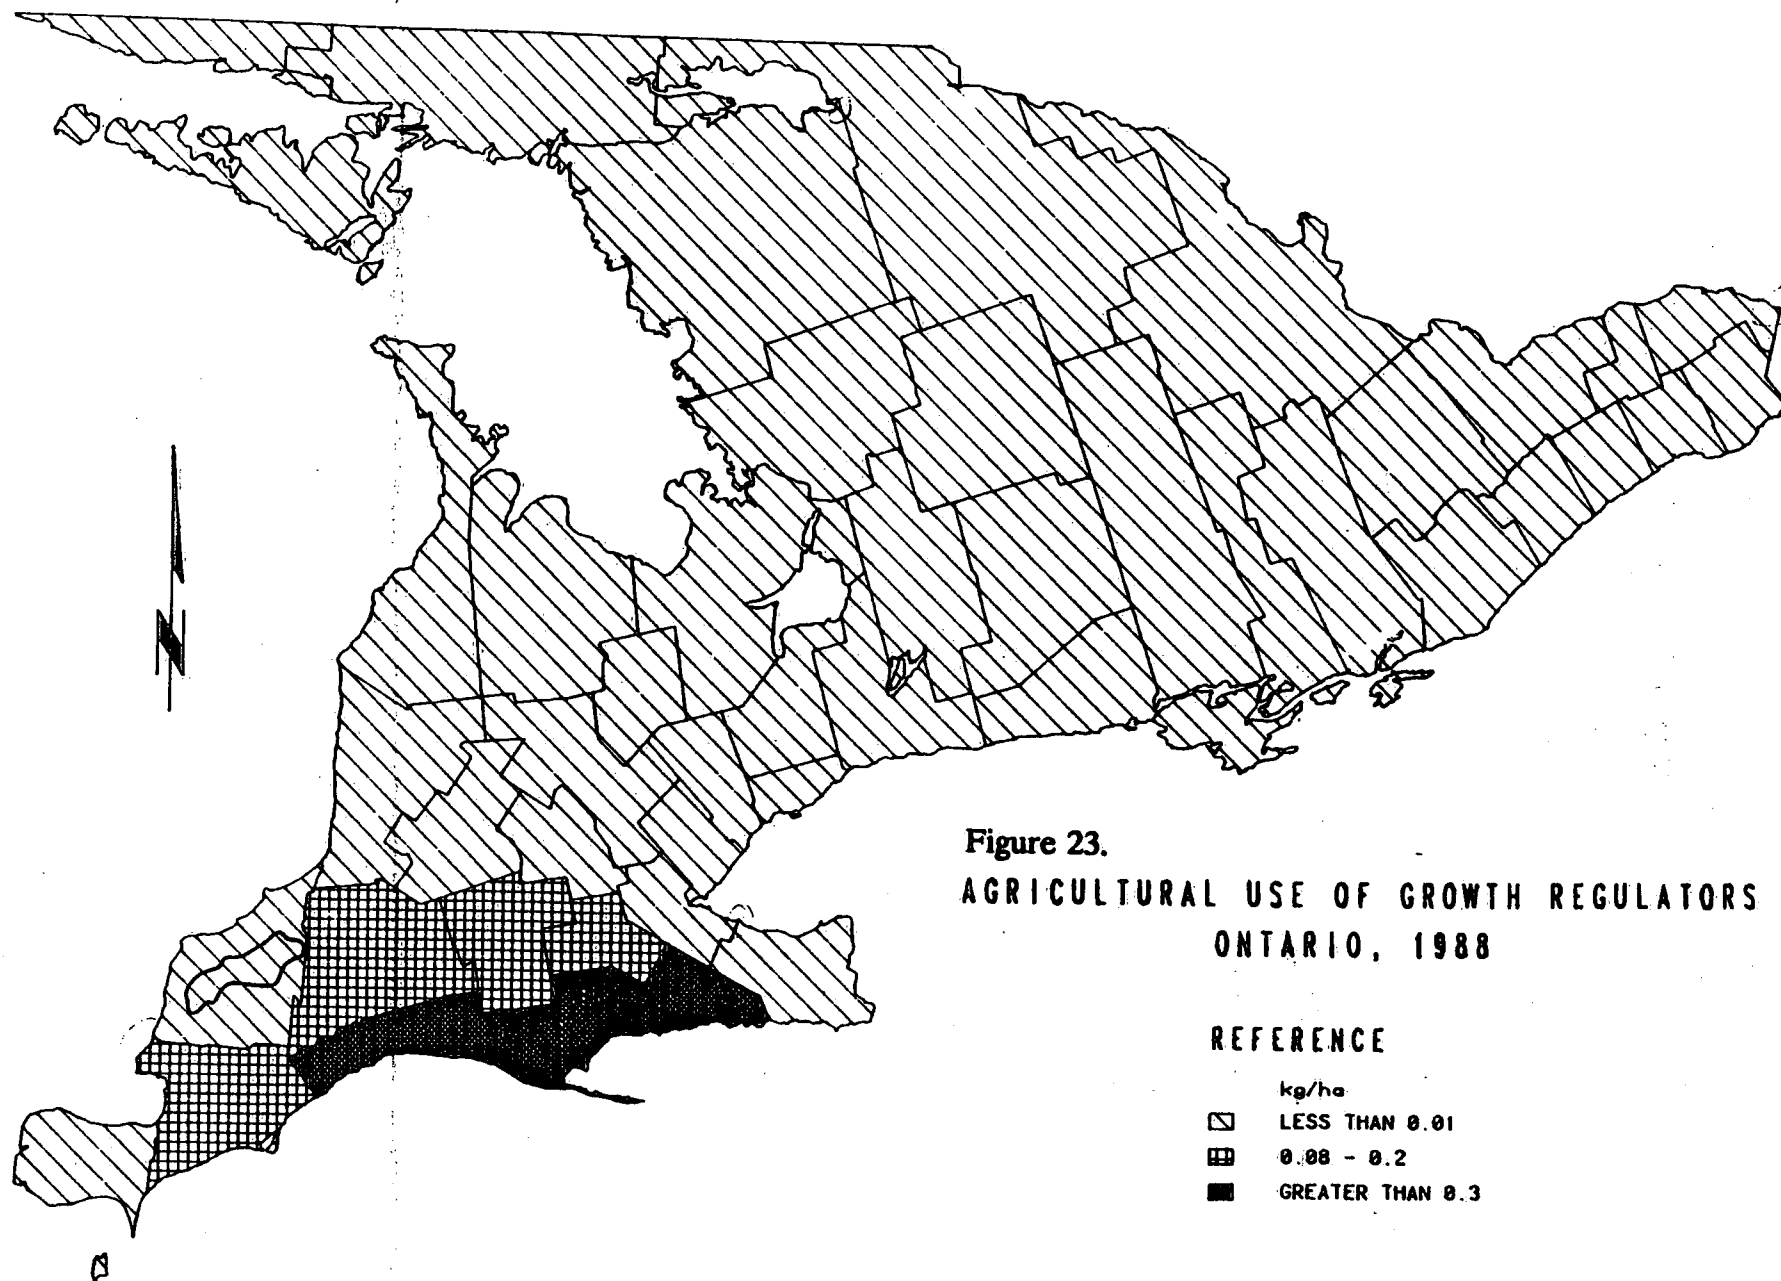 Figure 23.
AGRICULTURAL USE OF GROWTH REGULATORS
ONTARIO, 1988
REFERENCE
kg/ha
LESS THAN 0.01
0.08 - 0.2
GREATER THAN 0.3